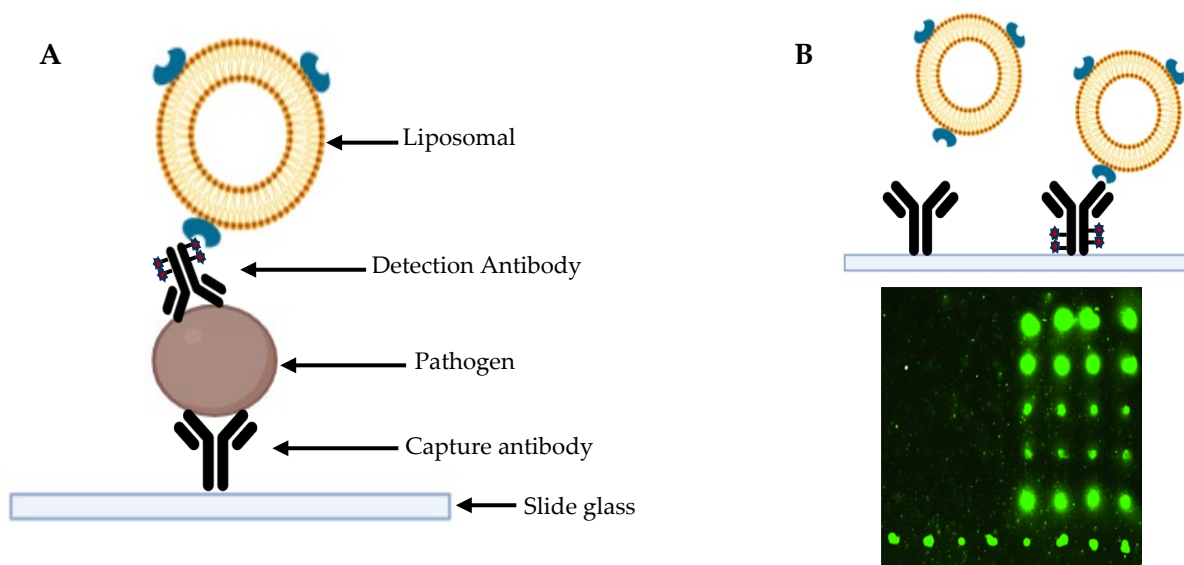 A
B
Liposomal
Detection Antibody
Pathogen
Capture antibody
Slide glass